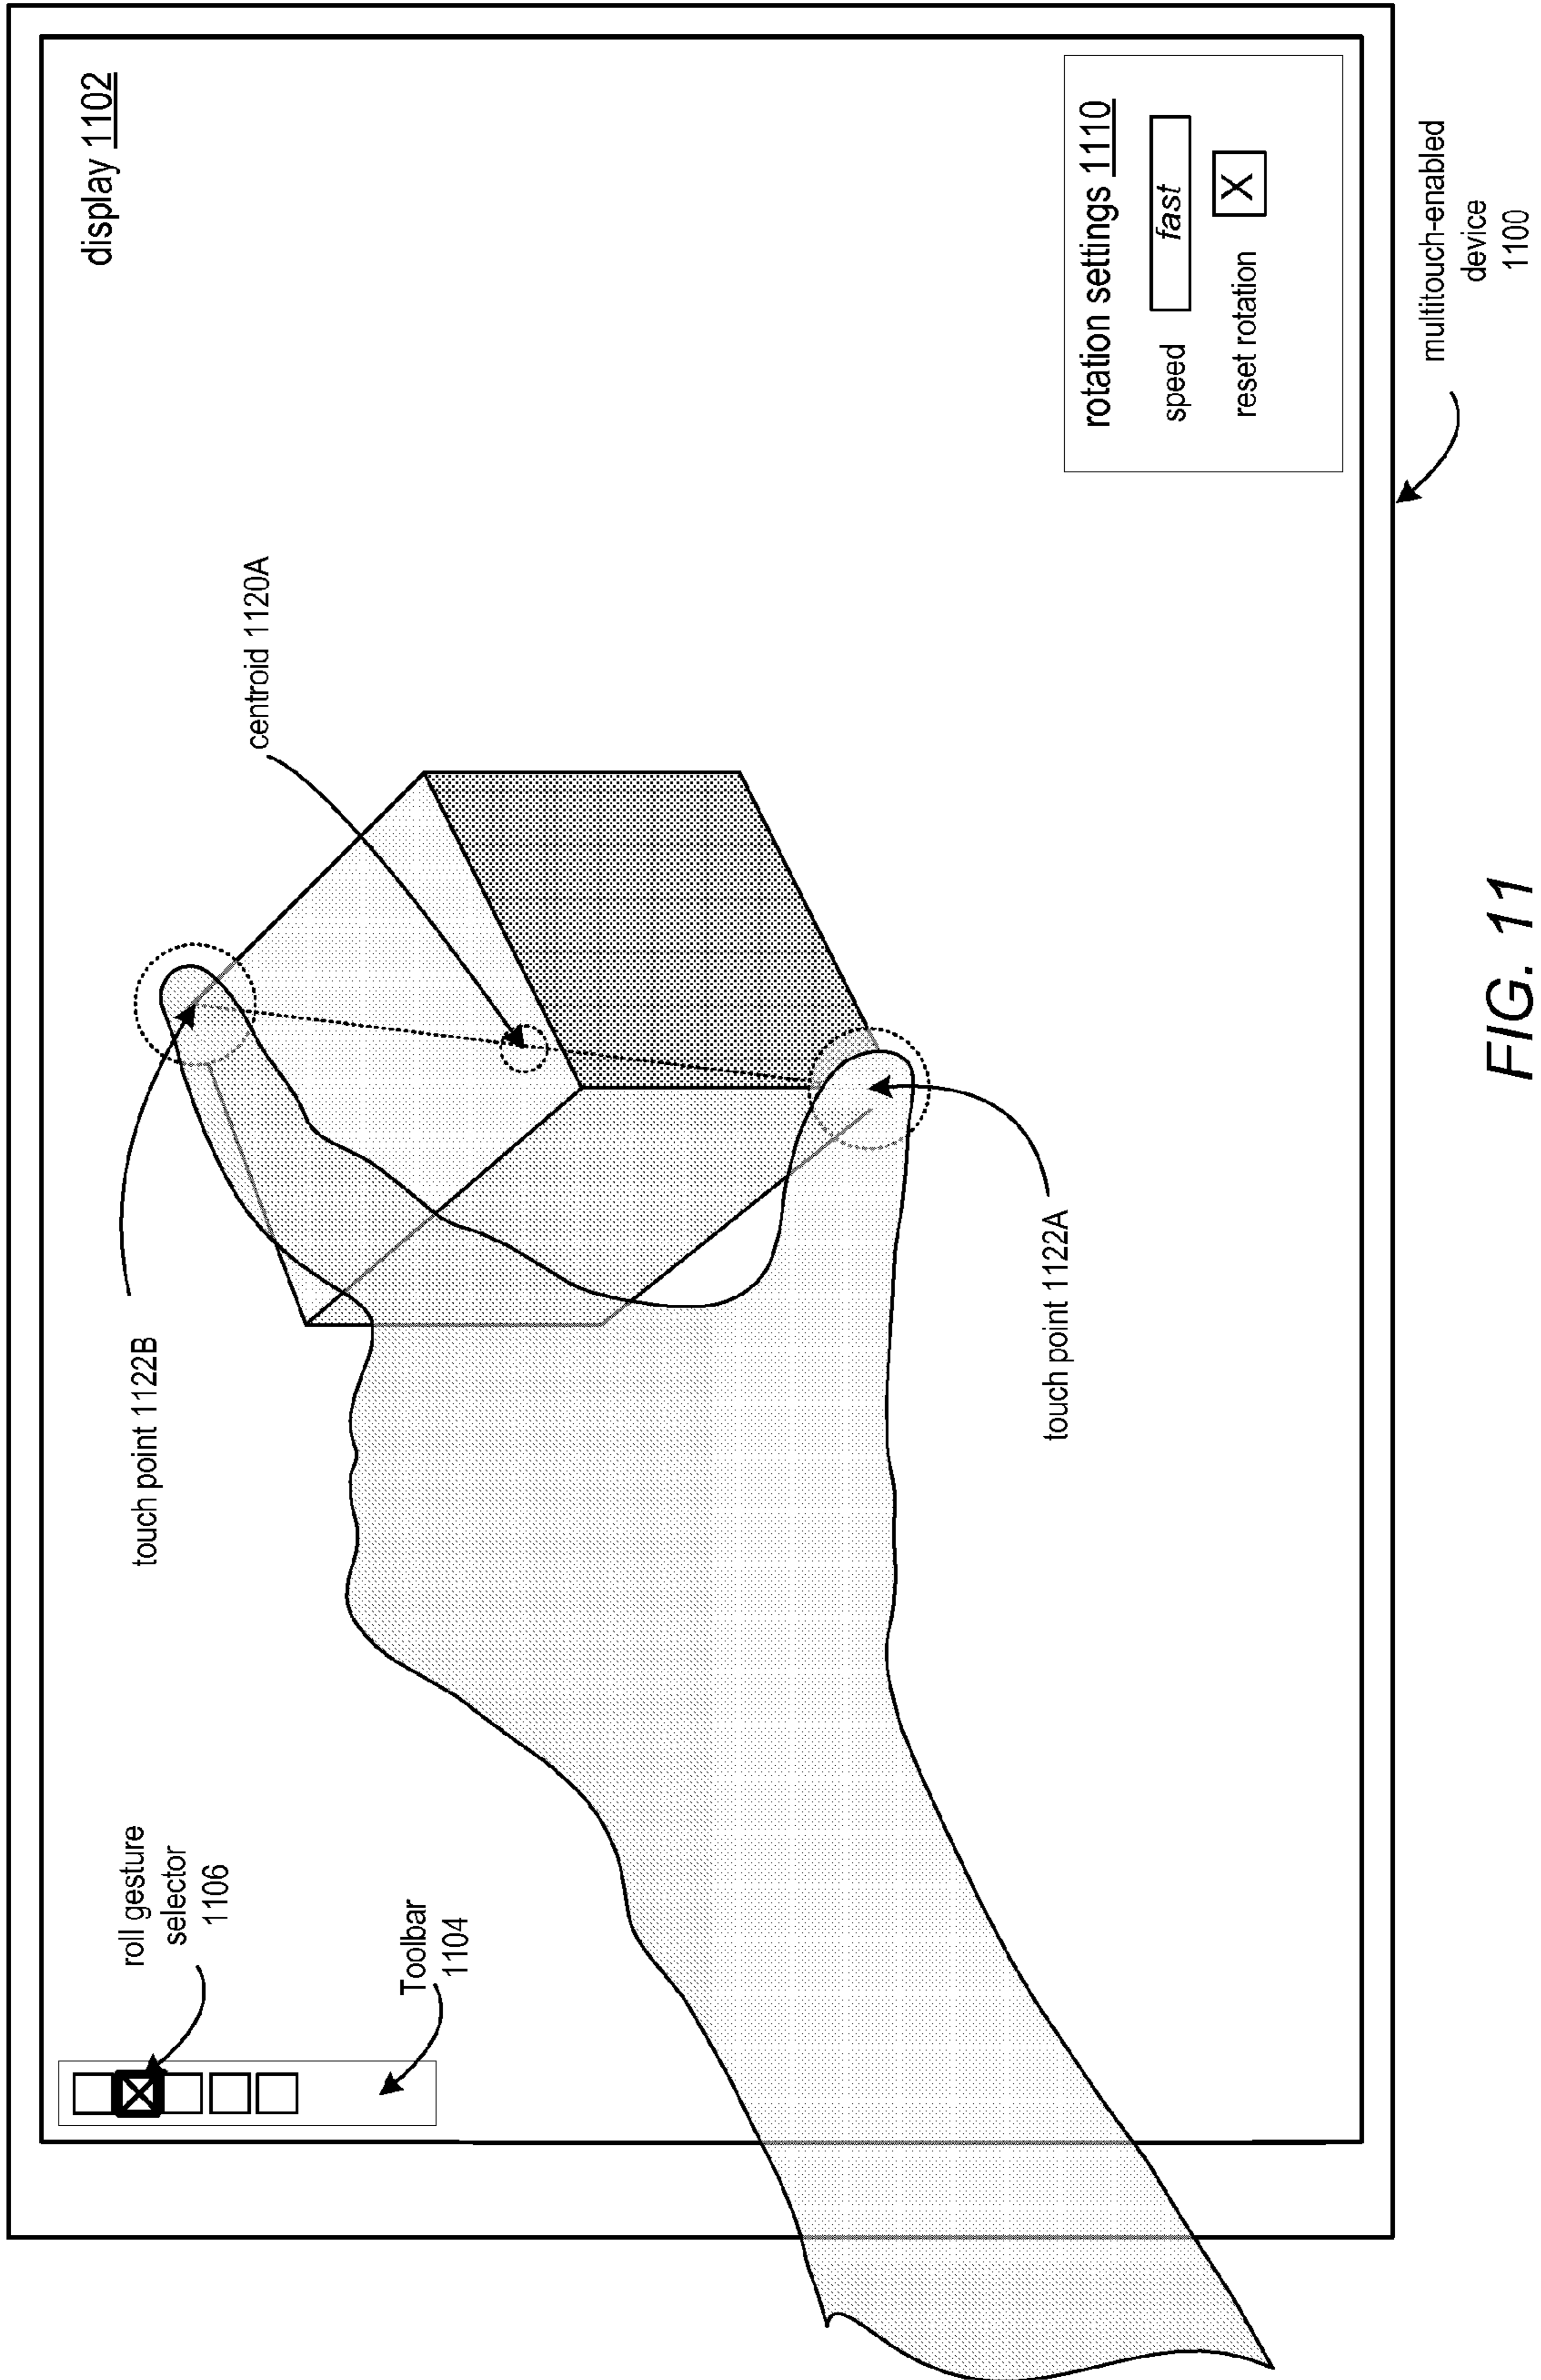 display 1102
roll gesture
selector
1106
touch point 1122B
centroid 1120A
Toolbar
1104
touch point 1122A
rotation settings 1110
speed
fast
reset rotation
X
multitouch-enabled
device
1100
FIG. 11